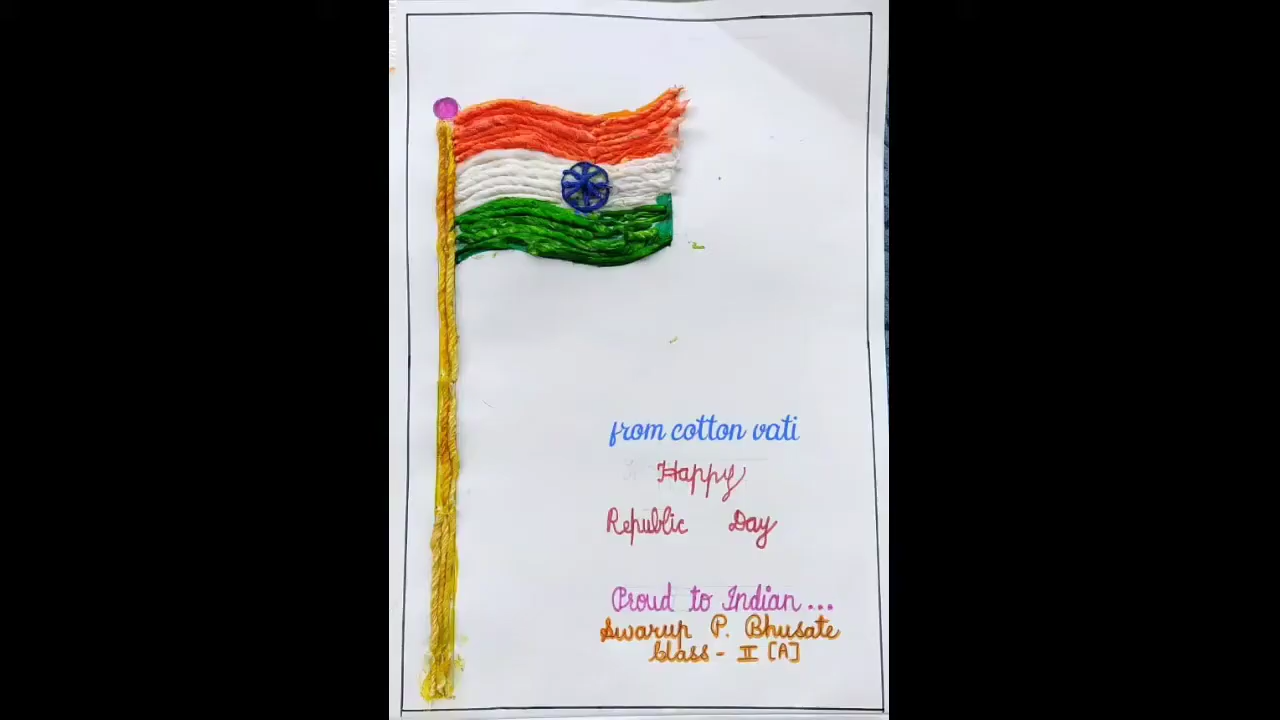 from cotton vati
Happy
Republic Day
Proud to Indian...
Swarup P. Bhusate
Class - II [A]